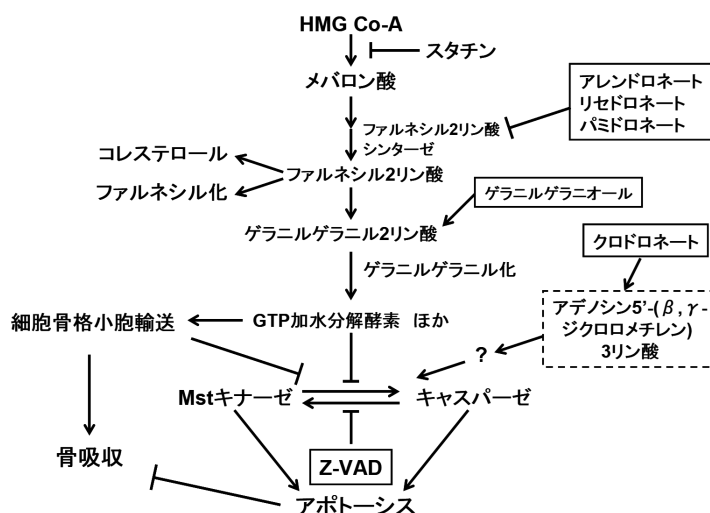 HMG Co-A
スタチン
メバロン酸
アレンドロネート
リセドロネート
パミドロネート
ファルネシル2リン酸
シンターゼ
コレステロール
ファルネシル化
ファルネシル2リン酸
ゲラニルゲラニオール
ゲラニルゲラニル2リン酸
クロドロネート
ゲラニルゲラニル化
アデノシン5'-(β,γ-
ジクロロメチレン)
3リン酸
細胞骨格小胞輸送
GTP加水分解酵素 ほか
?
Mstキナーゼ
キャスパーゼ
骨吸収
Z-VAD
アポトーシス